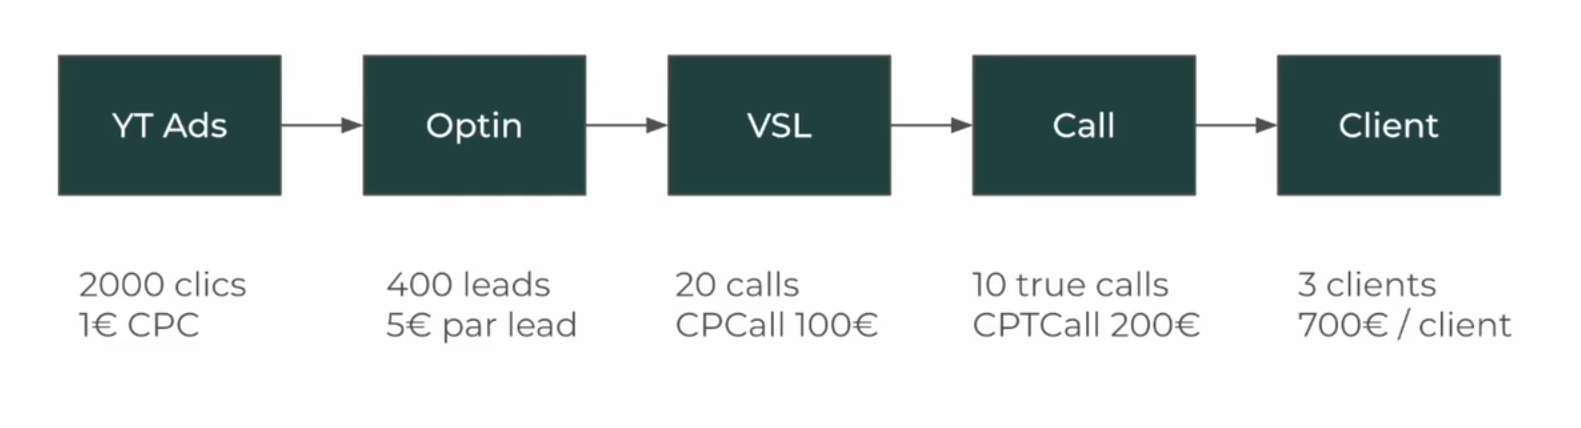 YT Ads
Optin
VSL
Call
Client
2000 clics
1€ CPC
400 leads
5€ par lead
20 calls
CPCall 100€
10 true calls
CPTCall 200€
3 clients
700€ / client